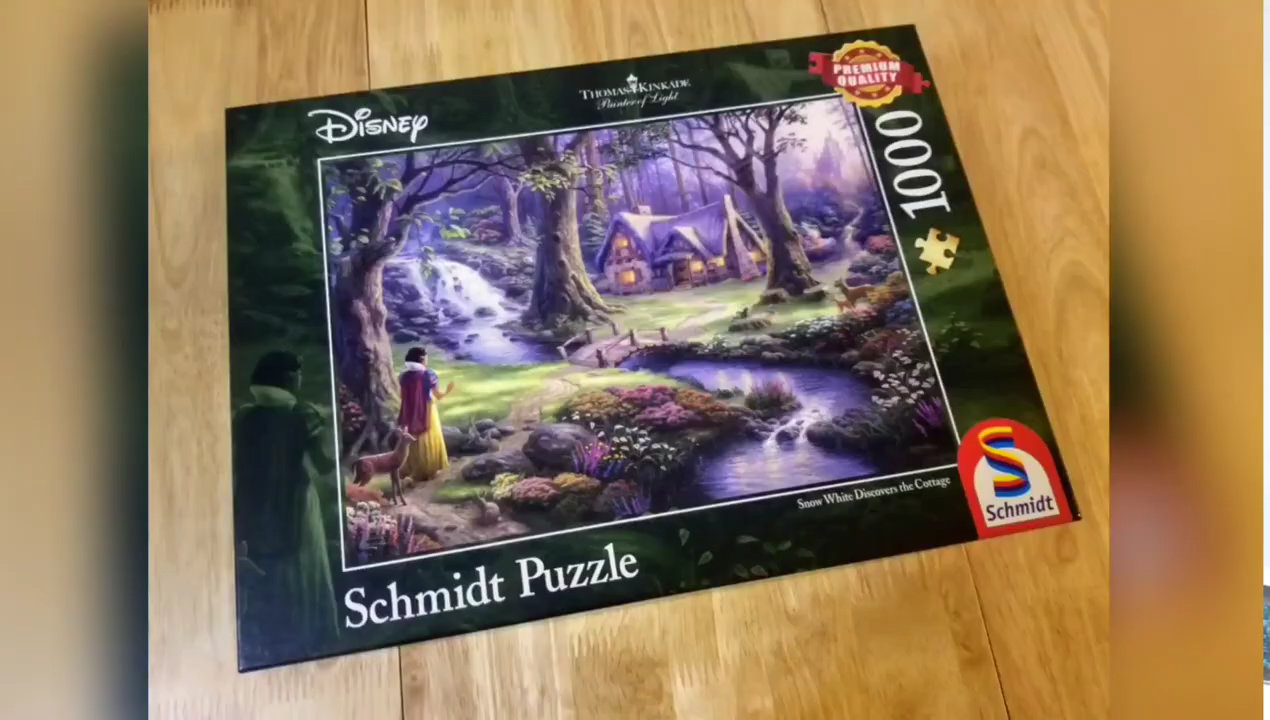 Disney
THOMAS KINKADE
Painter of Light
PREMIUM
QUALITY
1000
Snow White Discovers the Cottage
Schmidt
Schmidt Puzzle